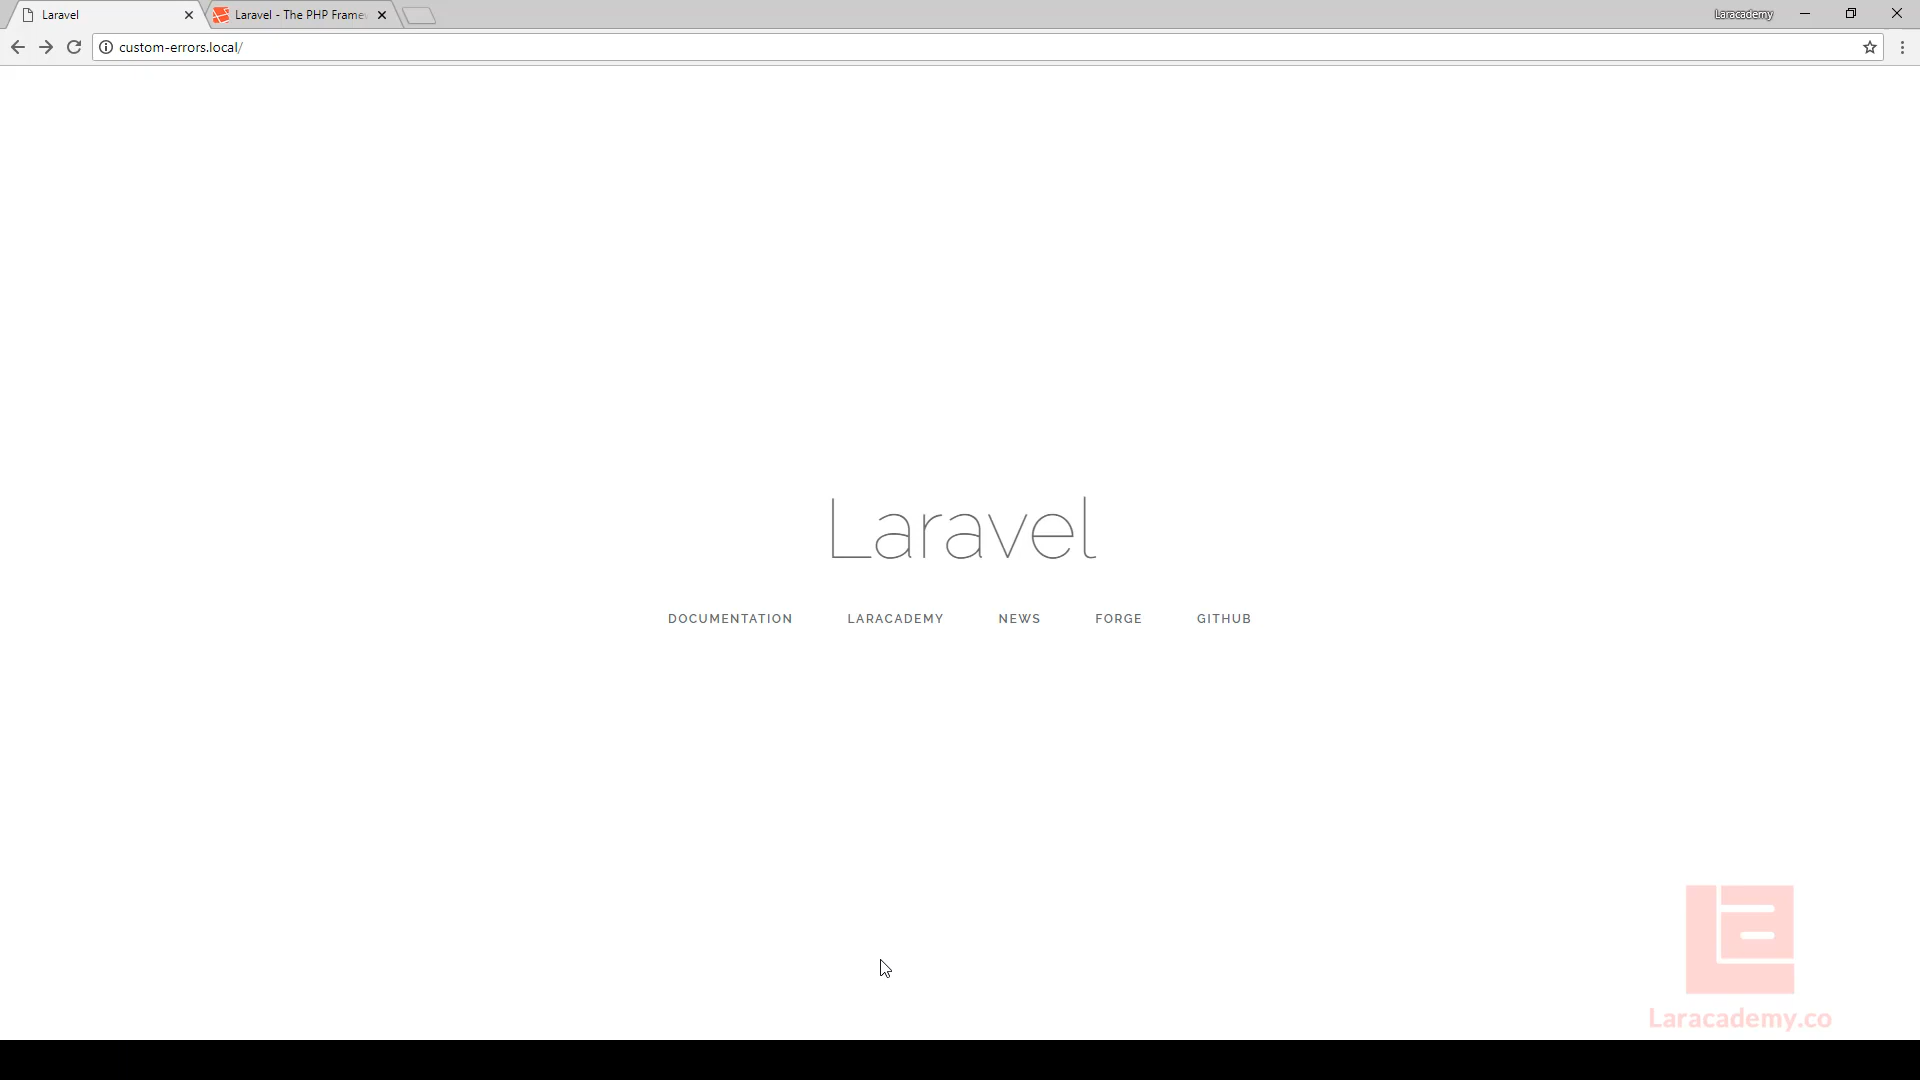 Laravel
Laravel - The PHP Frame
Laracademy
custom-errors.local/
Laravel
DOCUMENTATION LARACADEMY NEWS FORGE GITHUB
Laracademy.co